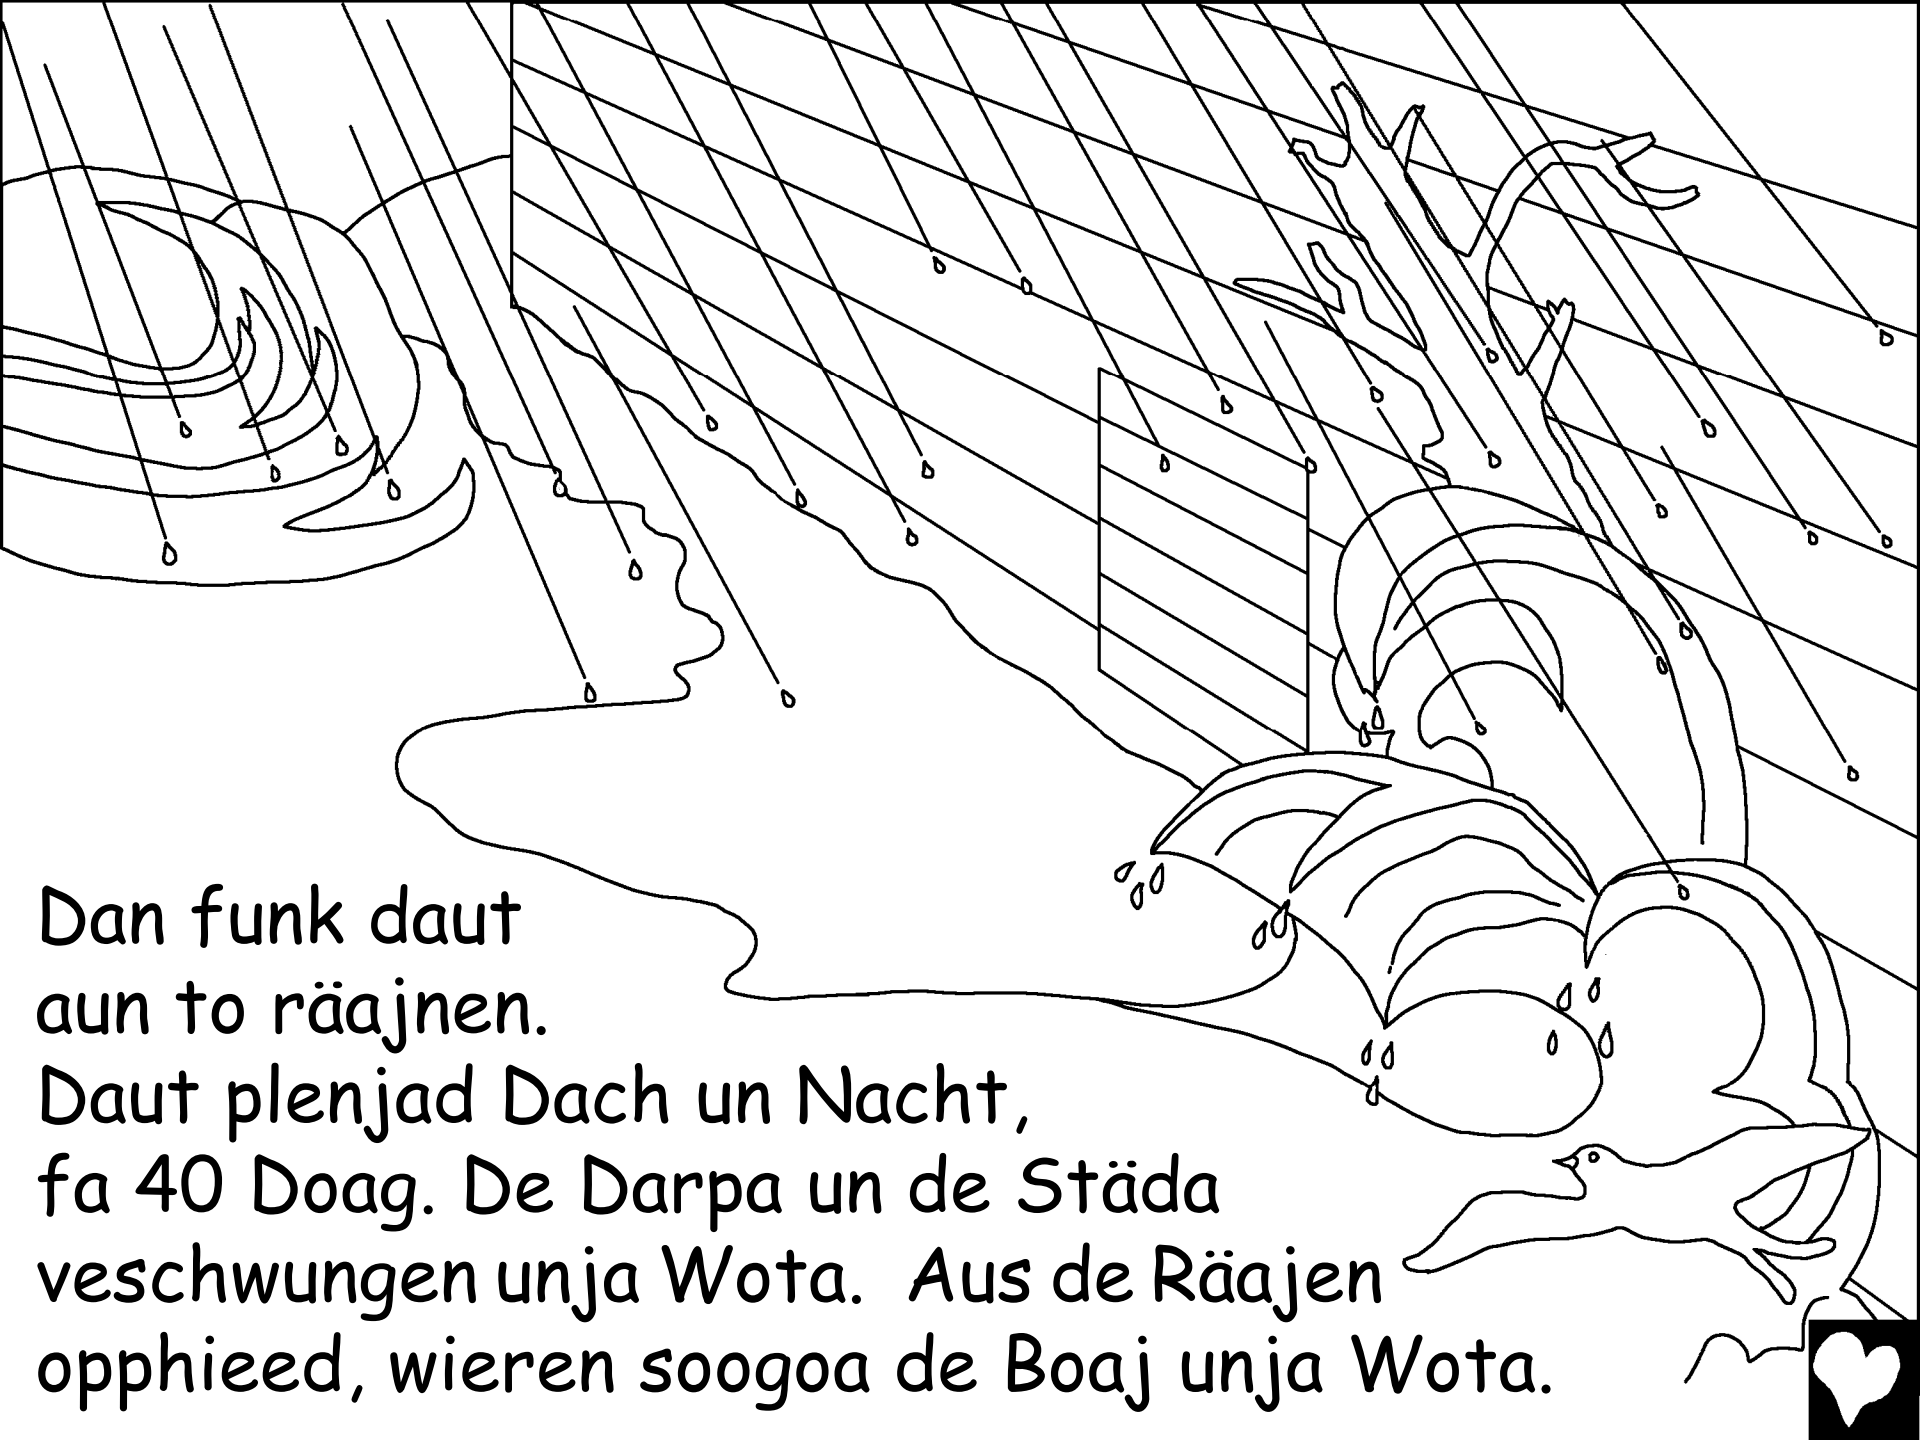 Dan funk daut
aun to räajnen.
Daut plenjad Dach un Nacht,
fa 40 Doag. De Darpa un de Städa
veschwungen unja Wota. Aus de Räajen
opphieed, wieren soogoa de Boaj unja Wota.